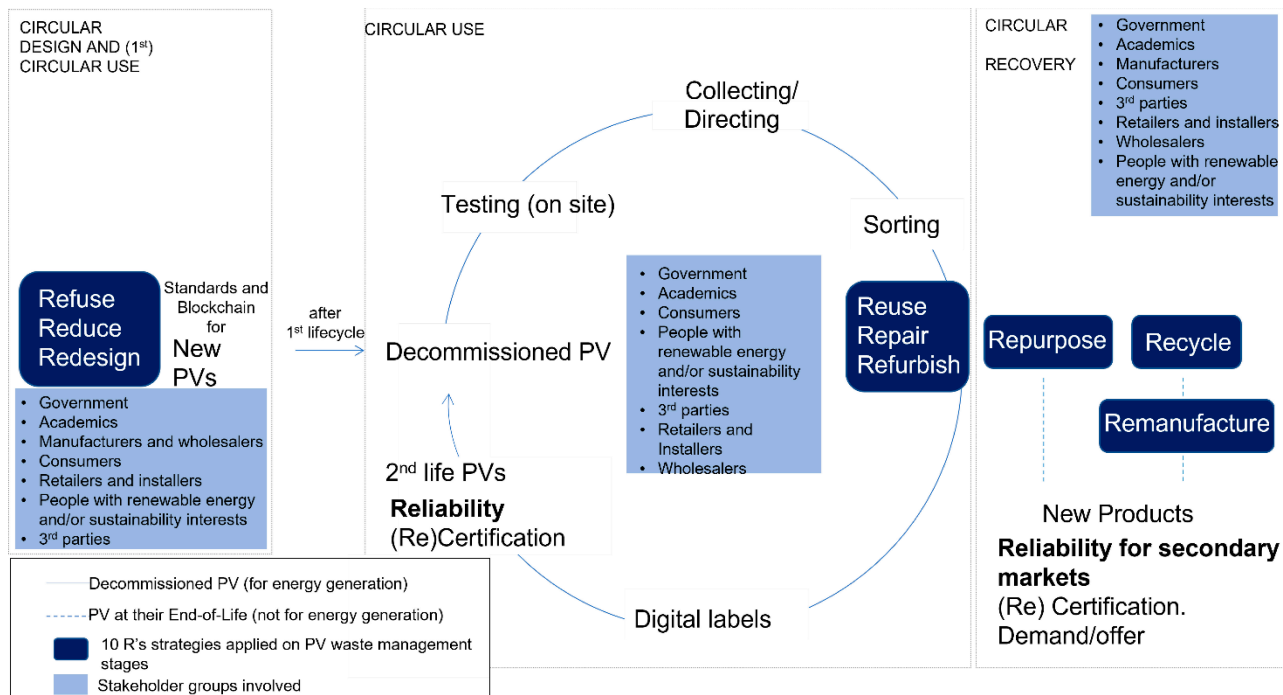 CIRCULAR
DESIGN AND (1st)
CIRCULAR USE
Refuse
Reduce
Redesign
Standards and
Blockchain
for
New
PVs
• Government
• Academics
• Manufacturers and wholesalers
• Consumers
• Retailers and installers
• People with renewable energy
and/or sustainability interests
• 3rd parties
after
1st lifecycle
CIRCULAR USE
Collecting/
Directing
Testing (on site)
Sorting
Decommissioned PV
• Government
• Academics
• Consumers
• People with
renewable energy
and/or sustainability
interests
• 3rd parties
• Retailers and
Installers
• Wholesalers
Reuse
Repair
Refurbish
2nd life PVs
Reliability
(Re)Certification
Digital labels
CIRCULAR
RECOVERY
• Government
• Academics
• Manufacturers
• Consumers
• 3rd parties
• Retailers and installers
• Wholesalers
• People with renewable
energy and/or
sustainability interests
Repurpose
Recycle
Remanufacture
New Products
Reliability for secondary
markets
(Re) Certification.
Demand/offer
Decommissioned PV (for energy generation)
PV at their End-of-Life (not for energy generation)
10 R's strategies applied on PV waste management
stages
Stakeholder groups involved